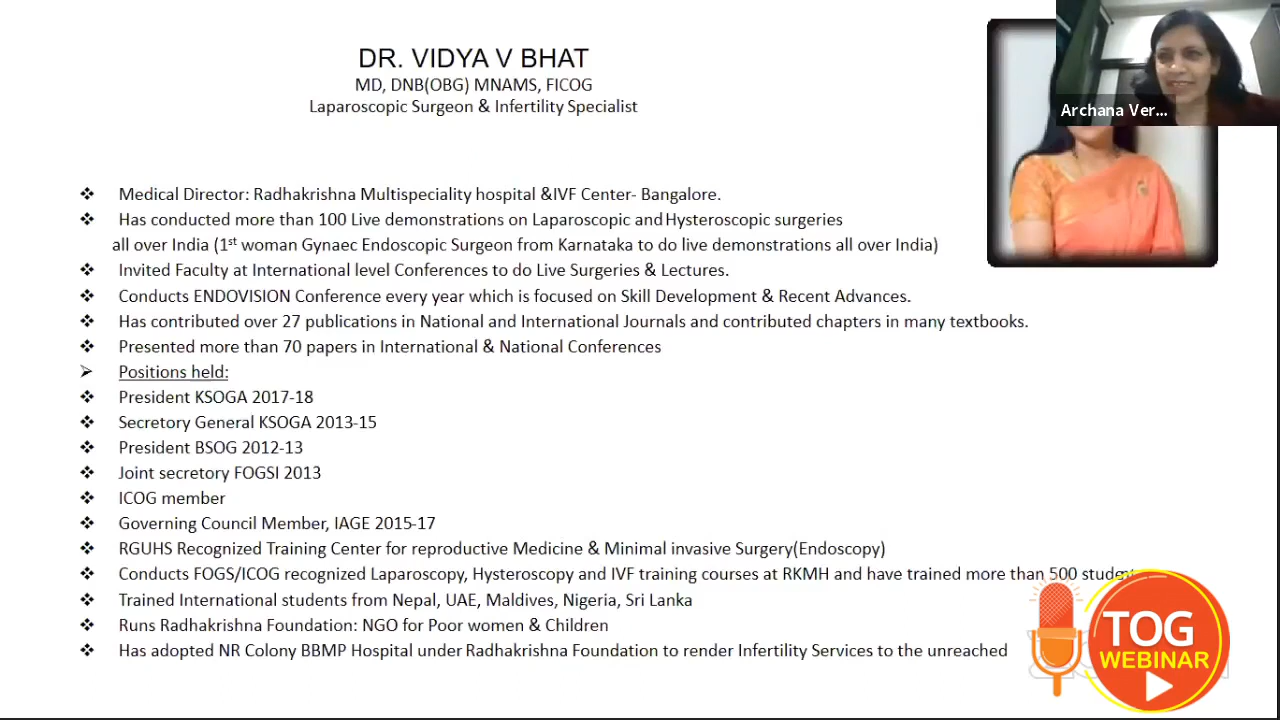 DR. VIDYA V BHAT
MD, DNB(OBG) MNAMS, FICOG
Laparoscopic Surgeon & Infertility Specialist
Archana Ver...
❖ Medical Director: Radhakrishna Multispeciality hospital &IVF Center- Bangalore.
❖ Has conducted more than 100 Live demonstrations on Laparoscopic and Hysteroscopic surgeries
all over India (1st woman Gynaec Endoscopic Surgeon from Karnataka to do live demonstrations all over India)
❖ Invited Faculty at International level Conferences to do Live Surgeries & Lectures.
❖ Conducts ENDOVISION Conference every year which is focused on Skill Development & Recent Advances.
❖ Has contributed over 27 publications in National and International Journals and contributed chapters in many textbooks.
❖ Presented more than 70 papers in International & National Conferences
➢ Positions held:
❖ President KSOGA 2017-18
❖ Secretory General KSOGA 2013-15
❖ President BSOG 2012-13
❖ Joint secretory FOGSI 2013
❖ ICOG member
❖ Governing Council Member, IAGE 2015-17
❖ RGUHS Recognized Training Center for reproductive Medicine & Minimal invasive Surgery(Endoscopy)
❖ Conducts FOGS/ICOG recognized Laparoscopy, Hysteroscopy and IVF training courses at RKMH and have trained more than 500
❖ Trained International students from Nepal, UAE, Maldives, Nigeria, Sri Lanka
❖ Runs Radhakrishna Foundation: NGO for Poor women & Children
❖ Has adopted NR Colony BBMP Hospital under Radhakrishna Foundation to render Infertility Services to the unreached
TOG
WEBINAR